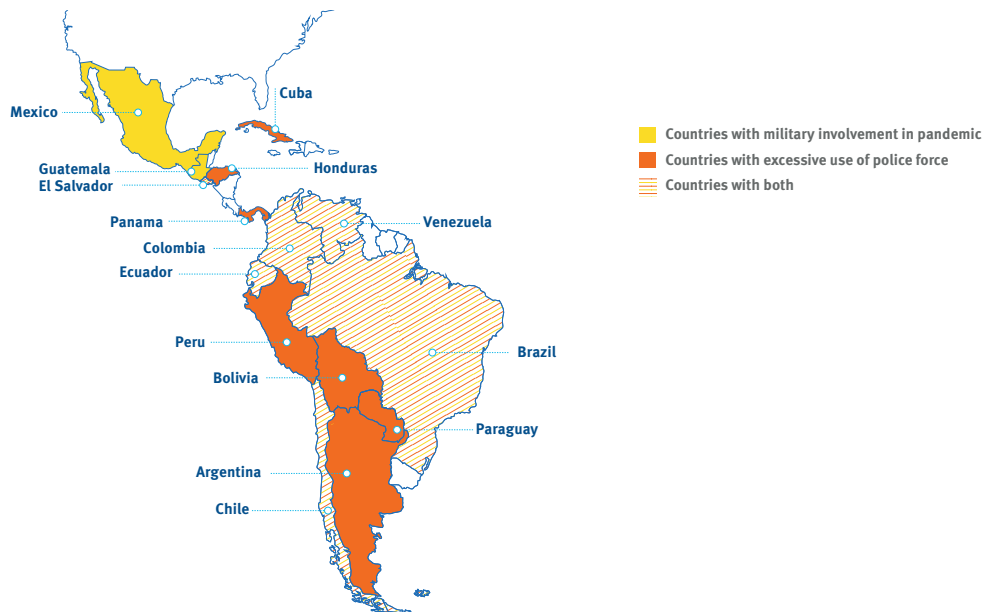 Cuba
Mexico
Countries with military involvement in pandemic
Countries with excessive use of police force
Guatemala
Honduras
El Salvador
Countries with both
Panama
Venezuela
Colombia
Ecuador
Peru
Brazil
Bolivia
Paraguay
Argentina
Chile